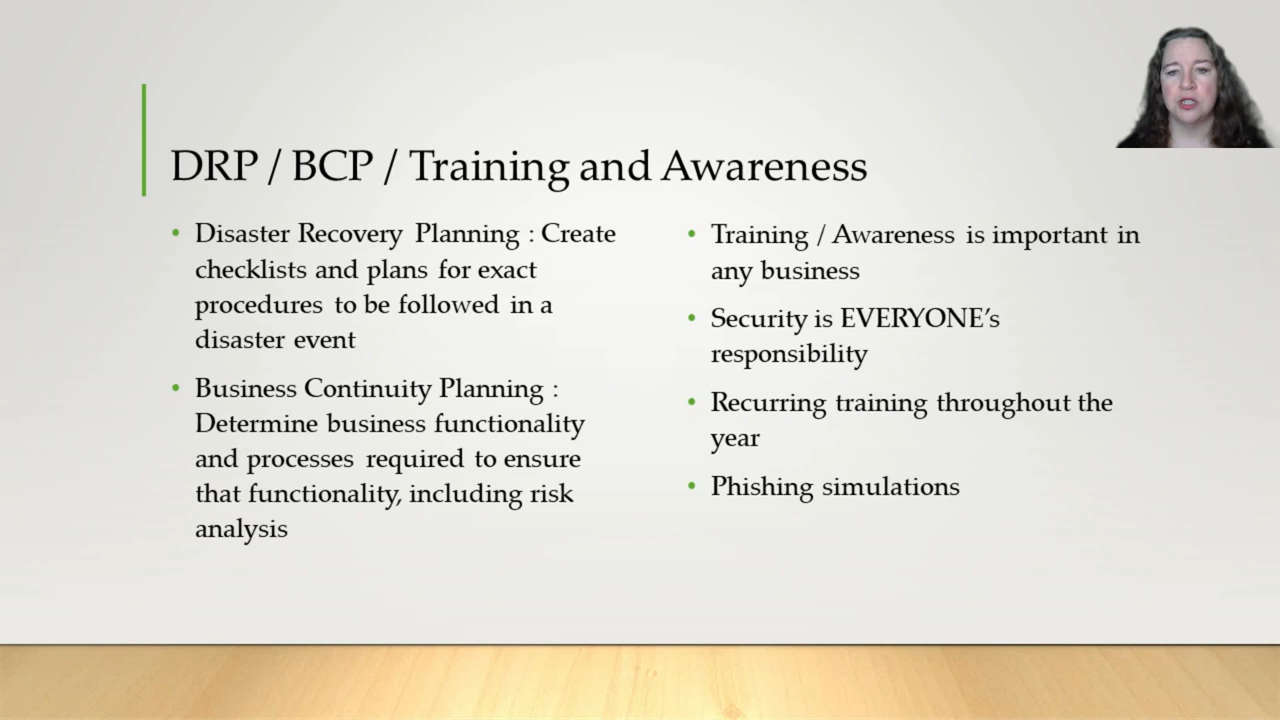 DRP / BCP / Training and Awareness
• Disaster Recovery Planning : Create
checklists and plans for exact
procedures to be followed in a
disaster event
• Business Continuity Planning :
Determine business functionality
and processes required to ensure
that functionality, including risk
analysis
• Training / Awareness is important in
any business
• Security is EVERYONE’s
responsibility
• Recurring training throughout the
year
• Phishing simulations